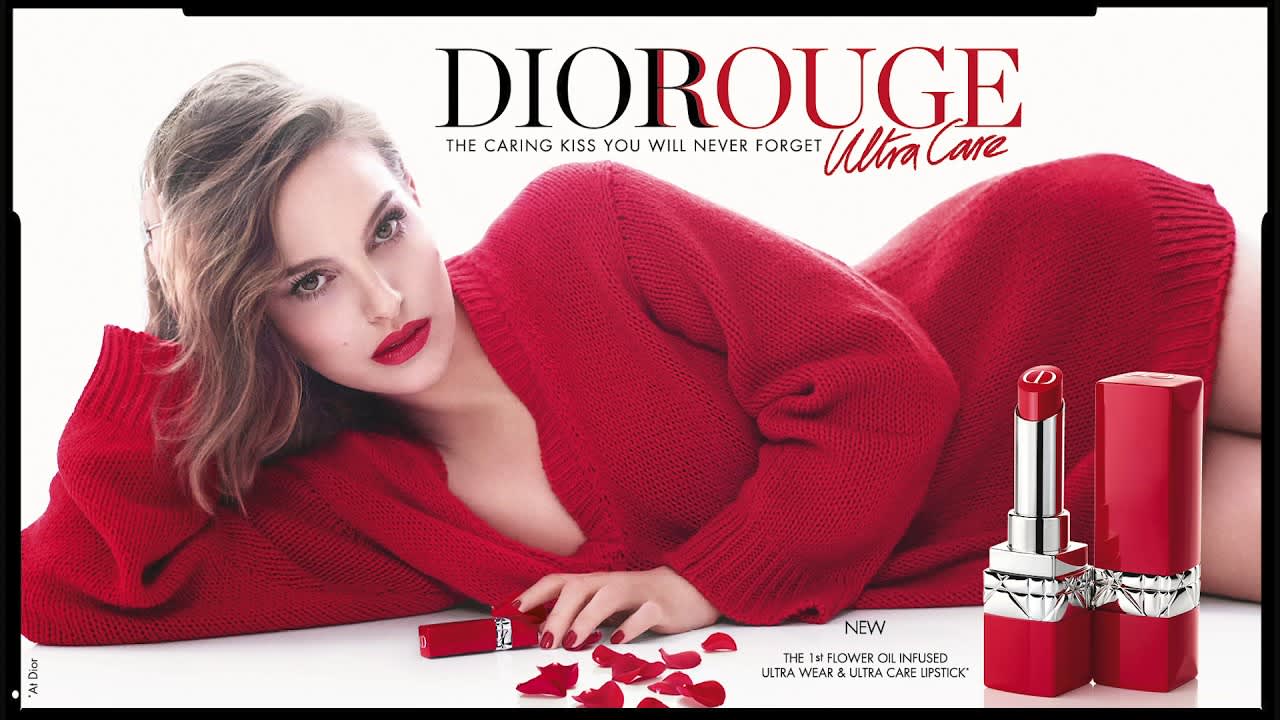 DIORROUGE
Ultra Care
THE CARING KISS YOU WILL NEVER FORGET
NEW
THE 1st FLOWER OIL INFUSED
ULTRA WEAR & ULTRA CARE LIPSTICK*
*At Dior